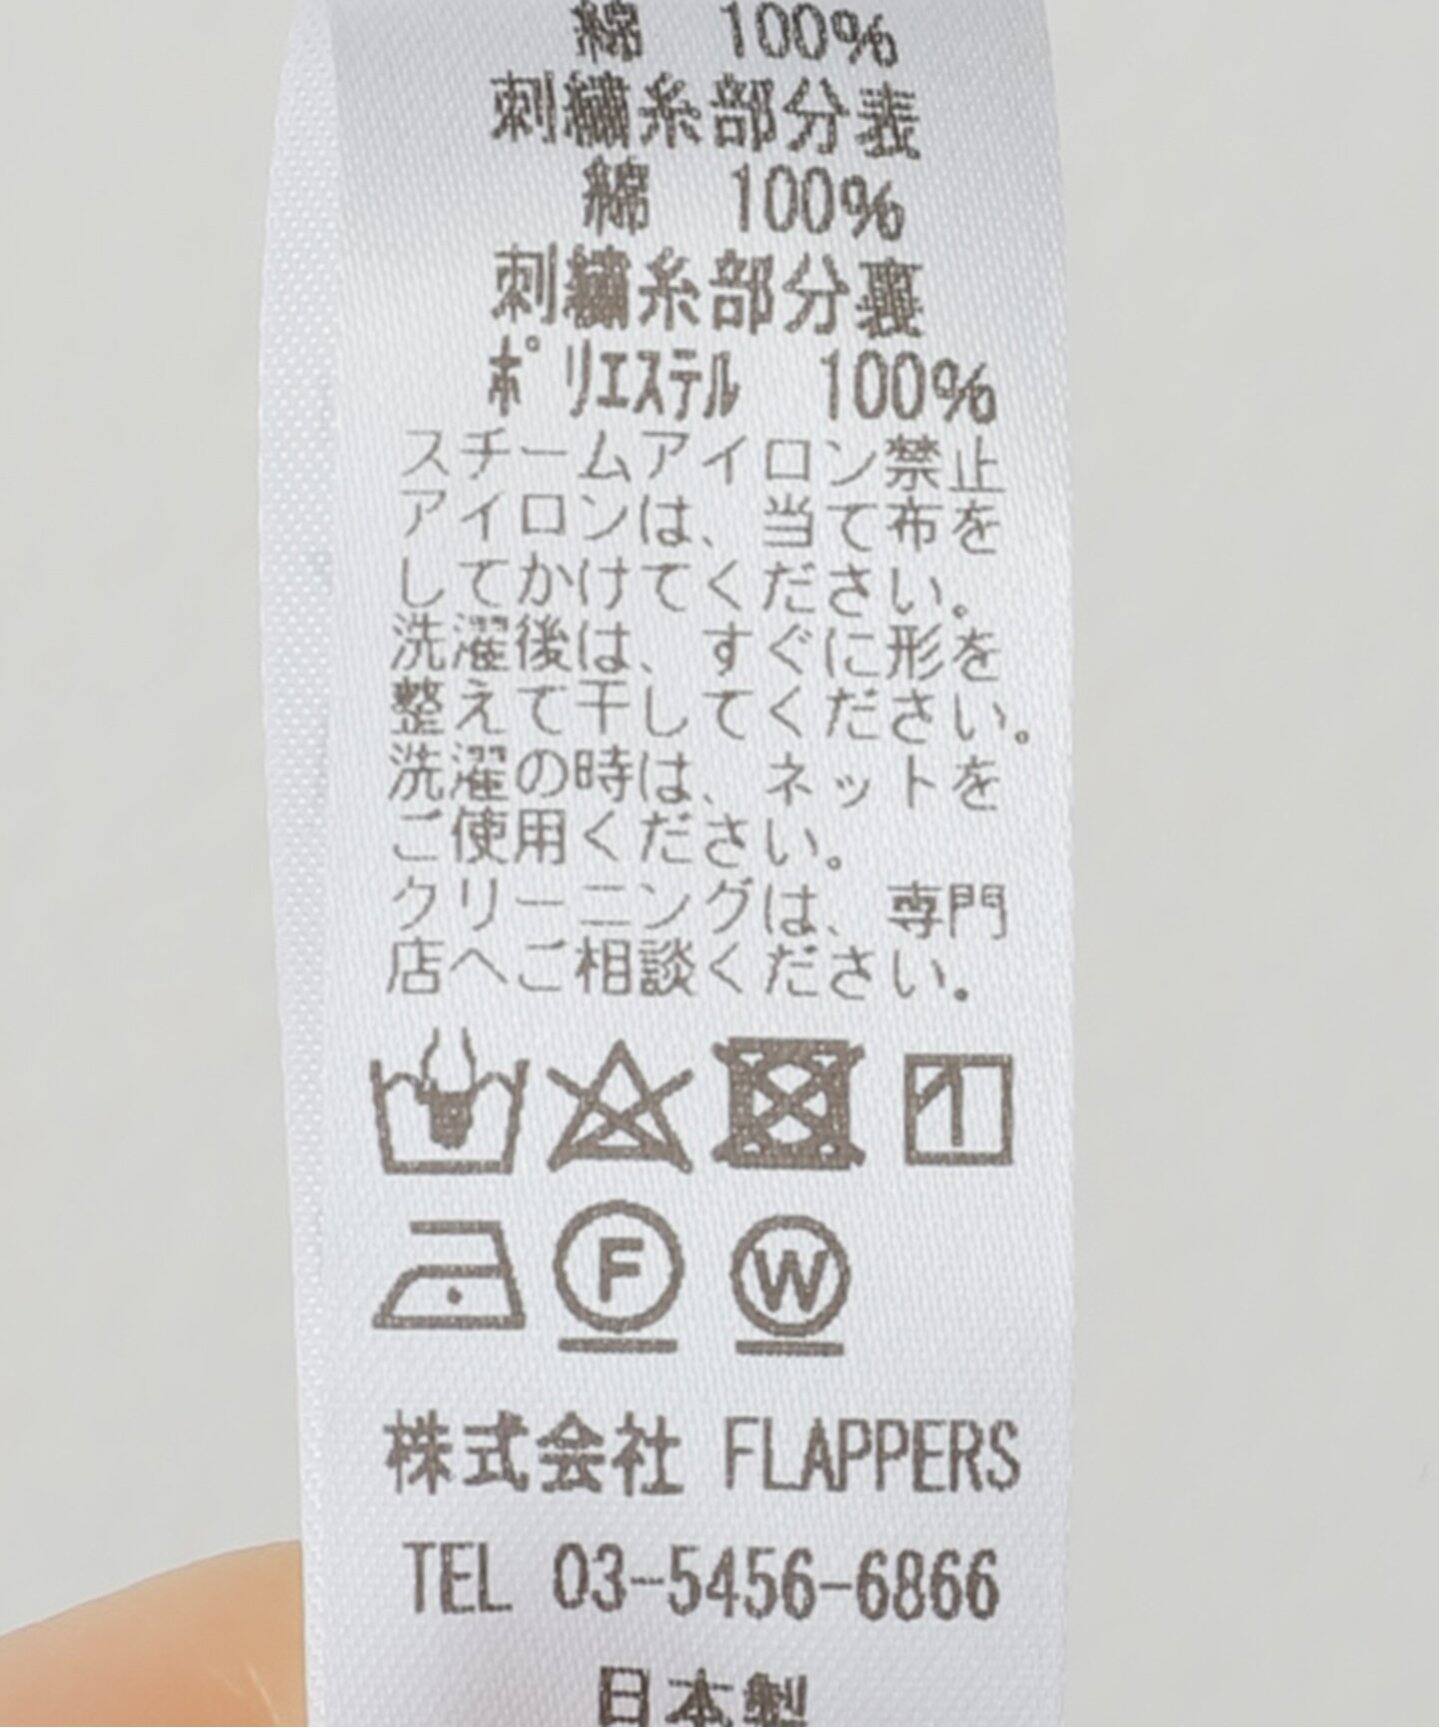 綿 100%
刺繍糸部分表
綿 100%
刺繍糸部分裏
ﾎﾟﾘｴｽﾃﾙ 100%
スチームアイロン禁止
アイロンは、当て布を
してかけてください。
洗濯後は、すぐに形を
整えて干してください。
洗濯の時は、ネットを
ご使用ください。
クリーニングは、専門
店へご相談ください。
F W
株式会社 FLAPPERS
TEL 03-5456-6866
日本製